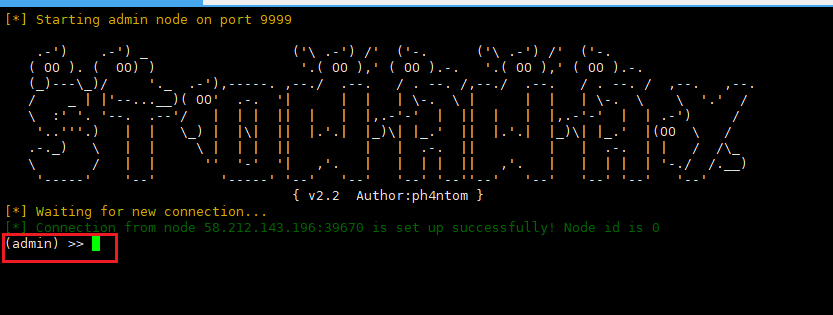 [*] Starting admin node on port 9999
{ v2.2 Author:ph4ntom }
[*] Waiting for new connection...
[*] Connection from node 58.212.143.196:39670 is set up successfully! Node id is 0
(admin) >>